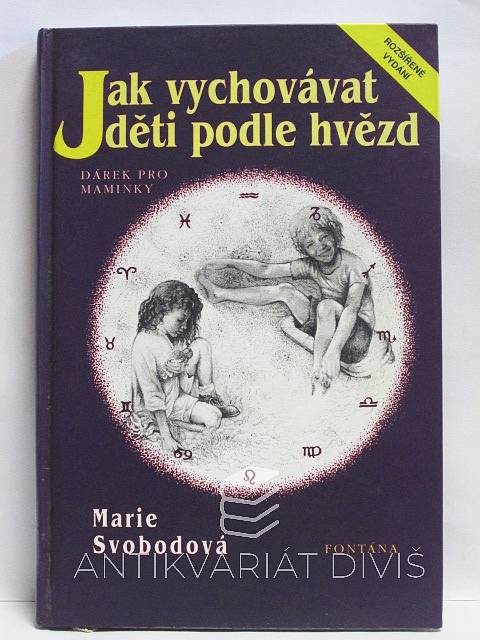 ROZŠÍŘENÉ
VYDÁNÍ
Jak vychovávat
děti podle hvězd
DÁREK PRO
MAMINKY
Marie
Svobodová
FONTÁNA
ANTIKVARIÁT DIVIŠ